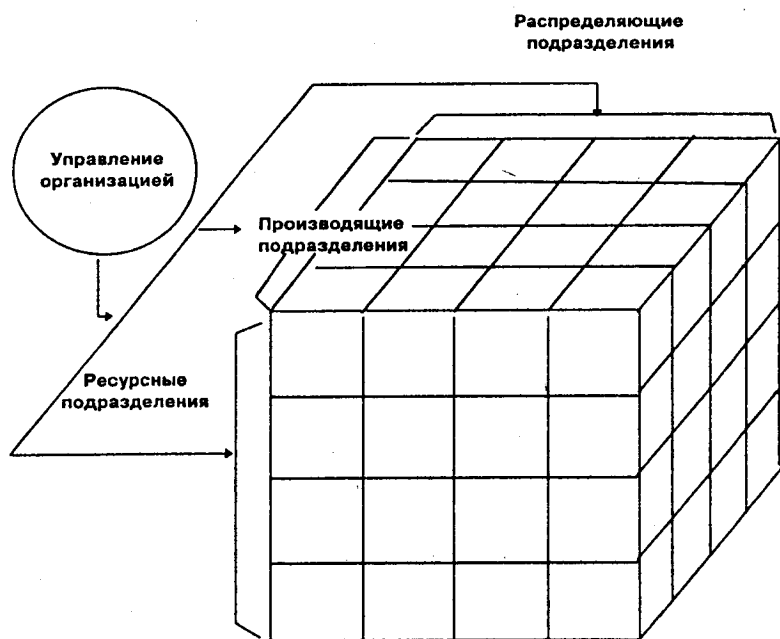 Распределяющие
подразделения
Управление
организацией
Производящие
подразделения
Ресурсные
подразделения